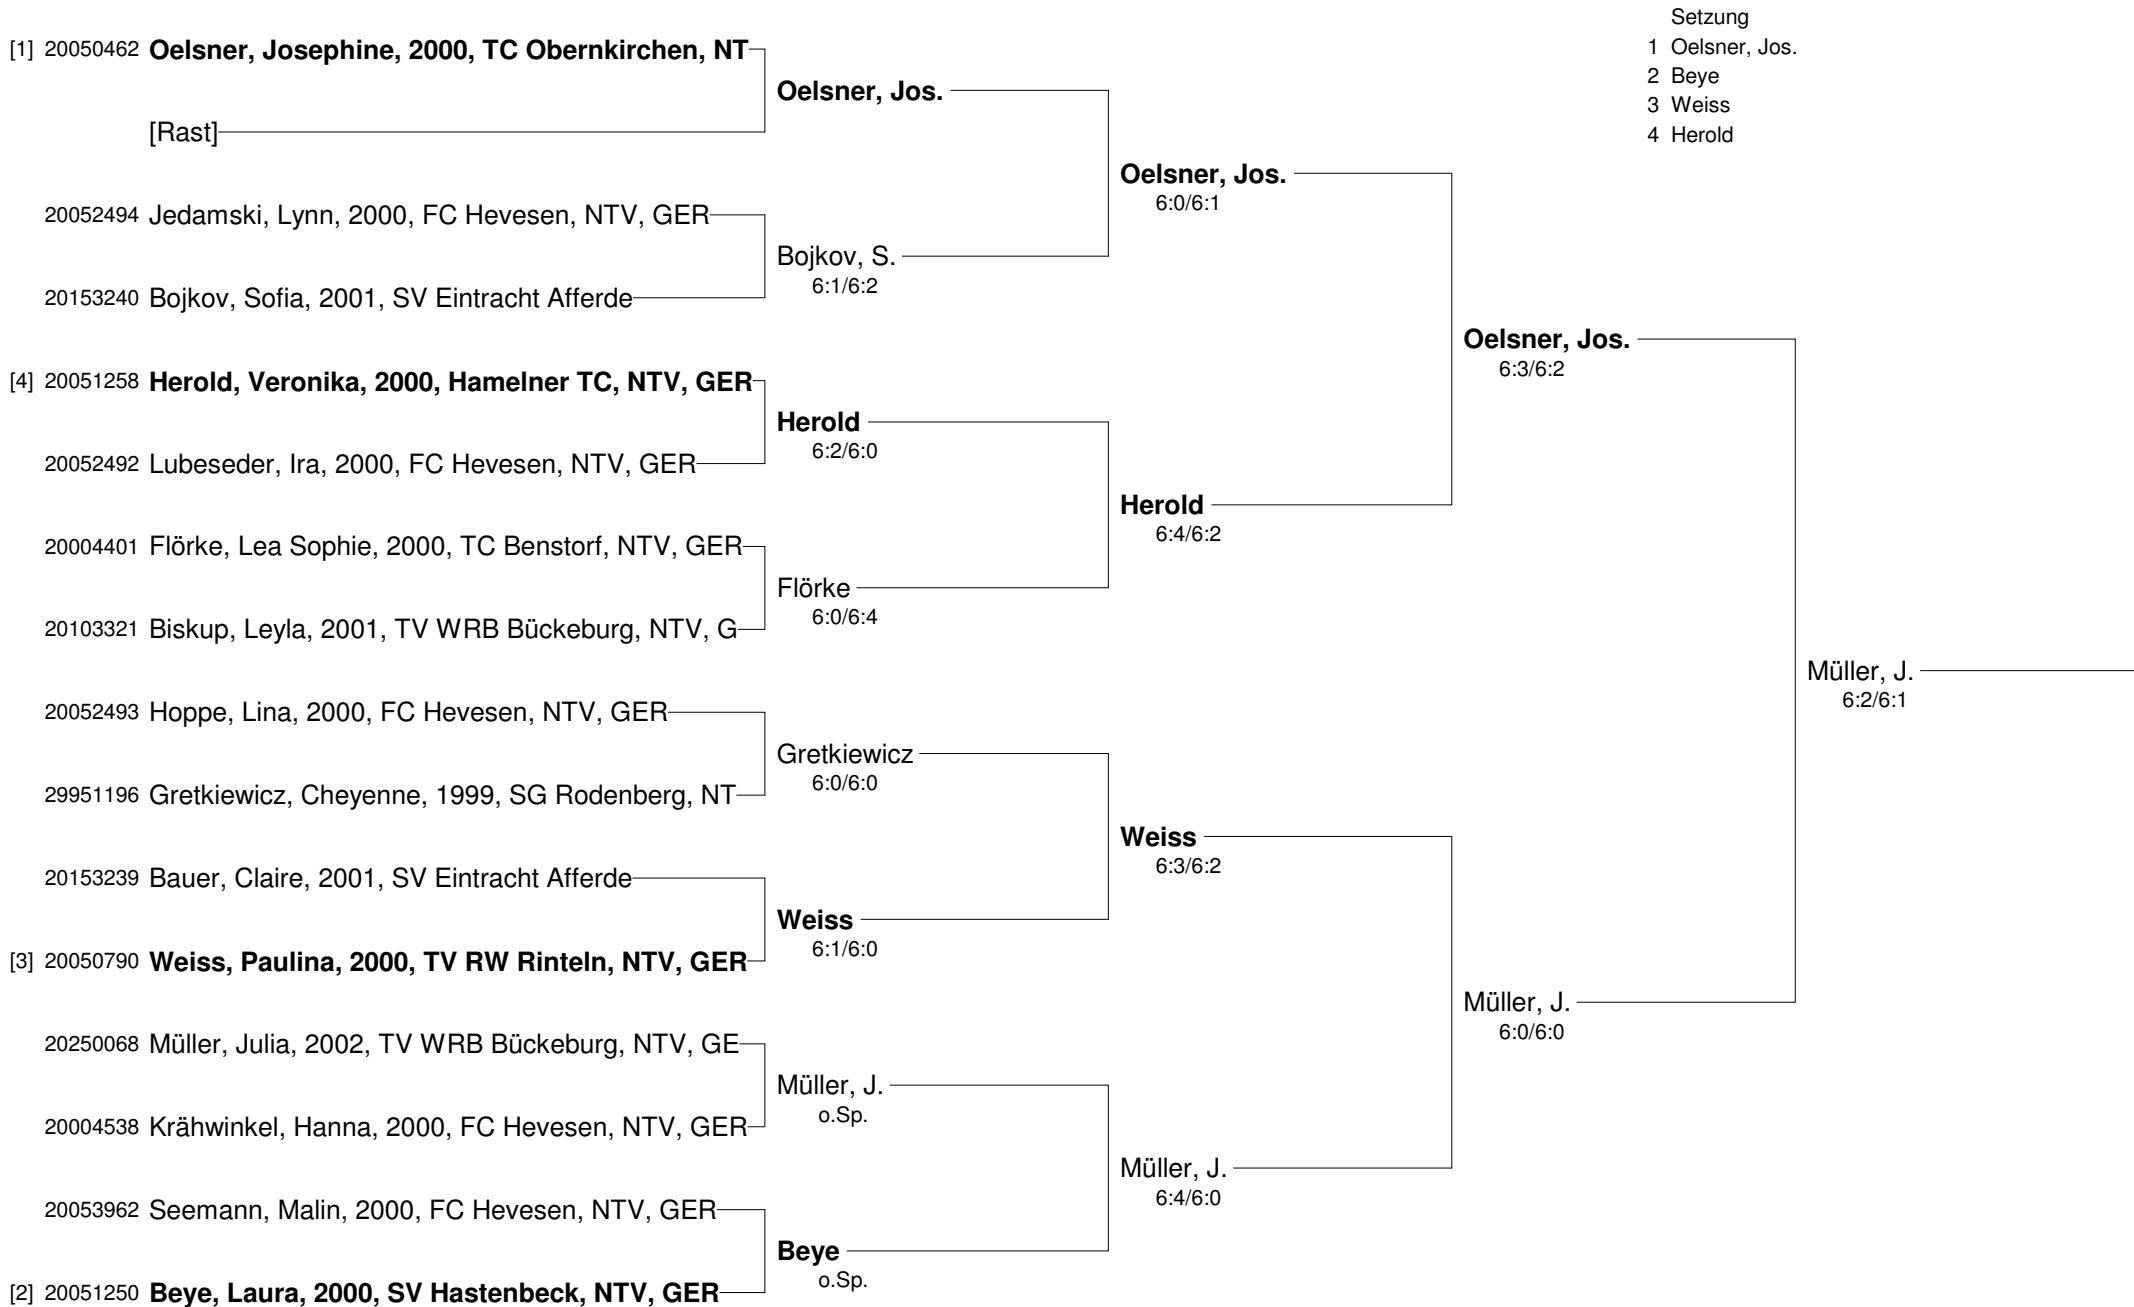 Setzung
1 Oelsner, Jos.
2 Beye
3 Weiss
4 Herold
[1] 20050462 Oelsner, Josephine, 2000, TC Obernkirchen, NT
Oelsner, Jos.
[Rast]
Oelsner, Jos.
6:0/6:1
20052494 Jedamski, Lynn, 2000, FC Hevesen, NTV, GER
Bojkov, S.
6:1/6:2
20153240 Bojkov, Sofia, 2001, SV Eintracht Afferde
Oelsner, Jos.
6:3/6:2
[4] 20051258 Herold, Veronika, 2000, Hamelner TC, NTV, GER
Herold
6:2/6:0
20052492 Lubeseder, Ira, 2000, FC Hevesen, NTV, GER
Herold
6:4/6:2
20004401 Flörke, Lea Sophie, 2000, TC Benstorf, NTV, GER
Flörke
6:0/6:4
20103321 Biskup, Leyla, 2001, TV WRB Bückeburg, NTV, G
Müller, J.
6:2/6:1
20052493 Hoppe, Lina, 2000, FC Hevesen, NTV, GER
Gretkiewicz
6:0/6:0
29951196 Gretkiewicz, Cheyenne, 1999, SG Rodenberg, NT
Weiss
6:3/6:2
20153239 Bauer, Claire, 2001, SV Eintracht Afferde
Weiss
6:1/6:0
[3] 20050790 Weiss, Paulina, 2000, TV RW Rinteln, NTV, GER
Müller, J.
6:0/6:0
20250068 Müller, Julia, 2002, TV WRB Bückeburg, NTV, GE
Müller, J.
o.Sp.
20004538 Krähwinkel, Hanna, 2000, FC Hevesen, NTV, GER
Müller, J.
6:4/6:0
20053962 Seemann, Malin, 2000, FC Hevesen, NTV, GER
Beye
o.Sp.
[2] 20051250 Beye, Laura, 2000, SV Hastenbeck, NTV, GER